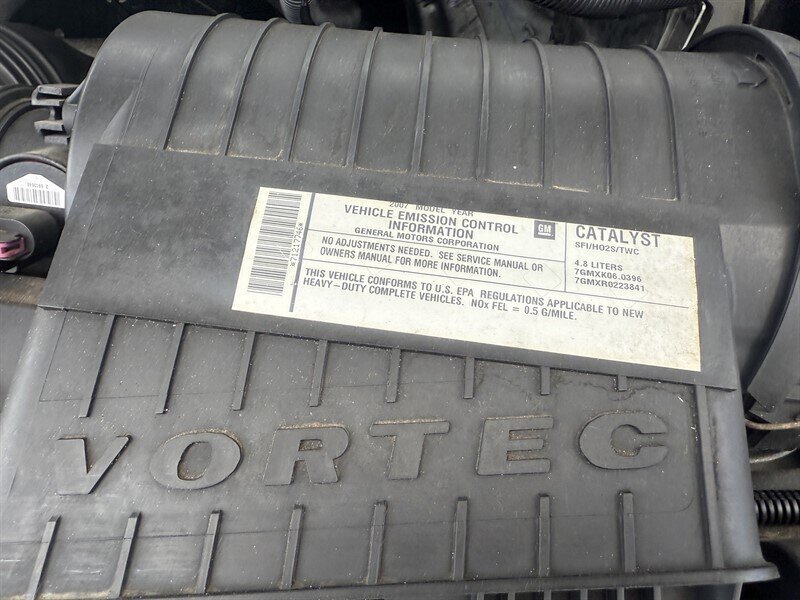 2007 MODEL YEAR
VEHICLE EMISSION CONTROL
INFORMATION
GENERAL MOTORS CORPORATION
GM
CATALYST
SFI/HO2S/TWC
NO ADJUSTMENTS NEEDED. SEE SERVICE MANUAL OR
OWNERS MANUAL FOR MORE INFORMATION.
4.8 LITERS
7GMXK06.0396
7GMXR0223841
THIS VEHICLE CONFORMS TO U.S. EPA REGULATIONS APPLICABLE TO NEW
HEAVY-DUTY COMPLETE VEHICLES. NOx FEL = 0.5 G/MILE.
VORTEC